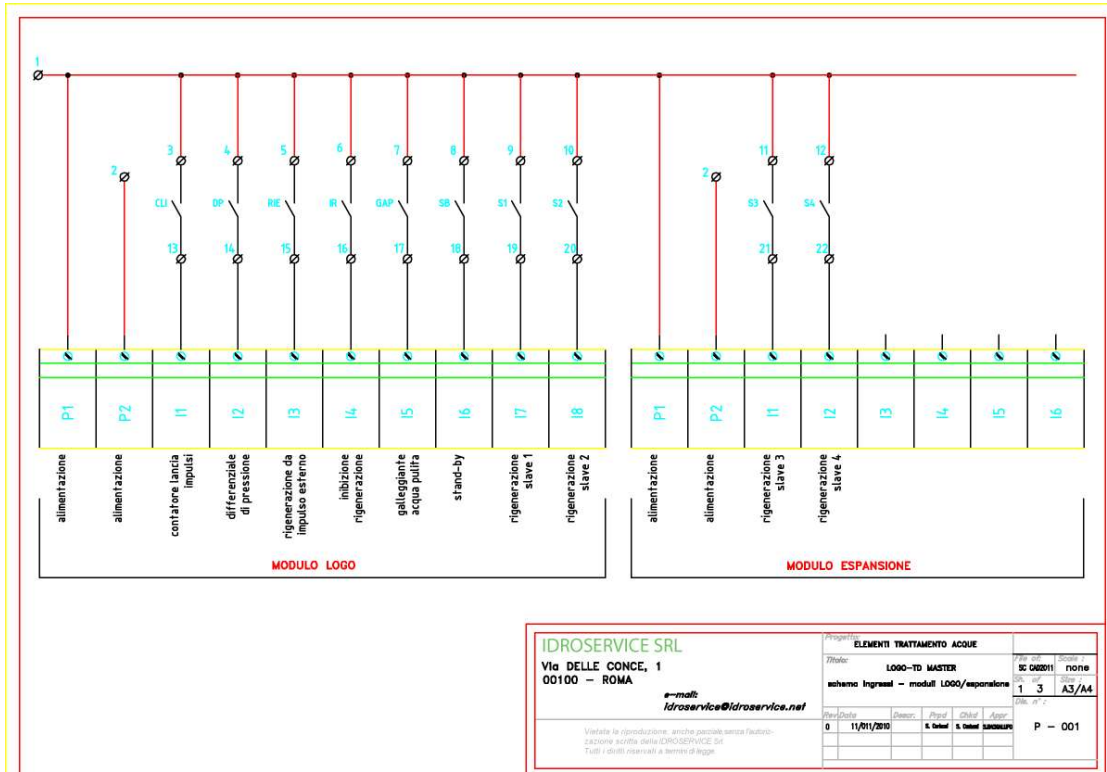 1
2
3
4
5
6
7
8
9
10
2
11
12
CLI
DP
RIE
IR
GAP
SB
S1
S2
S3
S4
13
14
15
16
17
18
19
20
21
22
P1
P2
I1
I2
I3
I4
I5
I6
I7
I8
P1
P2
I1
I2
I3
I4
I5
I6
alimentazione
alimentazione
contatore lancia
impulsi
differenziale
di pressione
rigenerazione da
impulso esterno
inibizione
rigenerazione
galleggiante
acqua pulita
stand-by
rigenerazione
slave 1
rigenerazione
slave 2
alimentazione
alimentazione
rigenerazione
slave 3
rigenerazione
slave 4
MODULO LOGO
MODULO ESPANSIONE
IDROSERVICE SRL
Via DELLE CONCE, 1
00100 - ROMA
e-mail:
idroservice@idroservice.net
Vietata la riproduzione anche parziale senza l'autoriz-
zazione scritta della IDROSERVICE Srl
Tutti i diritti riservati a termini di legge
Progetto:
ELEMENTI TRATTAMENTO ACQUE
Titolo:
LOGO-TD MASTER
schema ingressi - moduli LOGO/espansione
File of:
SC CAD2011
Scale :
none
Sh. of
1 3
Size :
A3/A4
Dis. n° :
P - 001
Rev Data Descr. Prpd Chkd Appr
0 11/011/2010